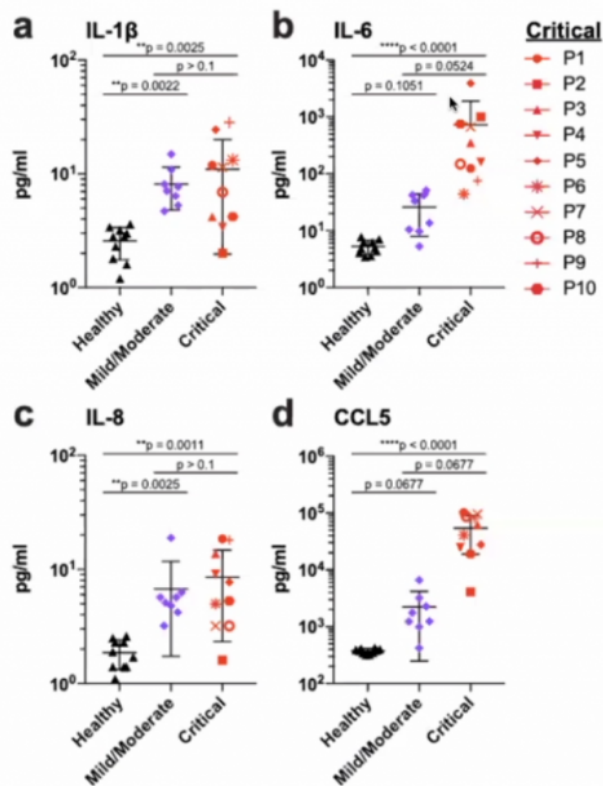 a IL-1β
10²
10¹
10⁰
pg/ml
**p = 0.0025
p > 0.1
**p = 0.0022
Healthy
Mild/Moderate
Critical
b IL-6
10⁴
10³
10²
10¹
10⁰
pg/ml
****p < 0.0001
p = 0.0524
p = 0.1051
Healthy
Mild/Moderate
Critical
Critical
P1
P2
P3
P4
P5
P6
P7
P8
P9
P10
c IL-8
10²
10¹
10⁰
pg/ml
**p = 0.0011
p > 0.1
**p = 0.0025
Healthy
Mild/Moderate
Critical
d CCL5
10⁶
10⁵
10⁴
10³
10²
pg/ml
****p < 0.0001
p = 0.0677
p = 0.0677
Healthy
Mild/Moderate
Critical